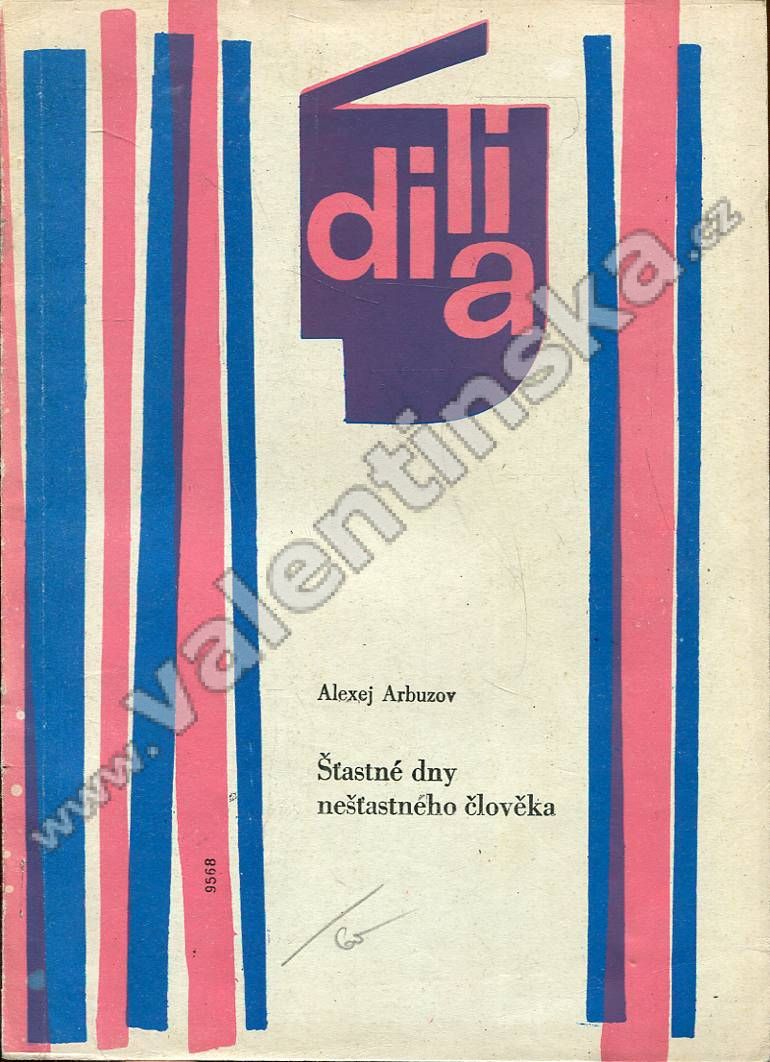 dilia
www.valentinska.cz
Alexej Arbuzov
Šťastné dny
nešťastného člověka
9568